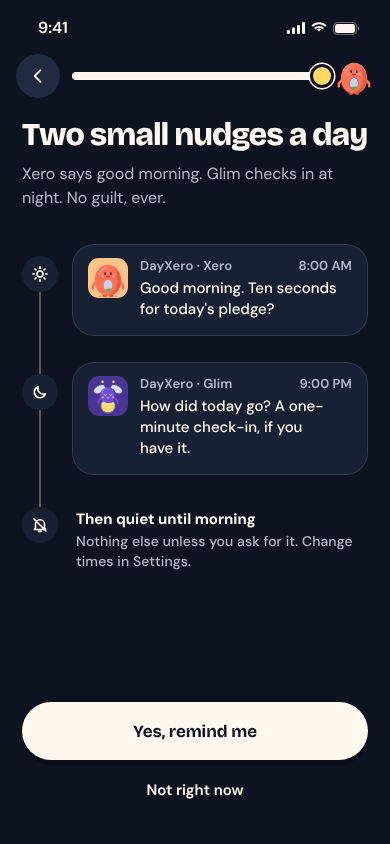 9:41
Two small nudges a day
Xero says good morning. Glim checks in at
night. No guilt, ever.
DayXero · Xero 8:00 AM
Good morning. Ten seconds
for today's pledge?
DayXero · Glim 9:00 PM
How did today go? A one-
minute check-in, if you
have it.
Then quiet until morning
Nothing else unless you ask for it. Change
times in Settings.
Yes, remind me
Not right now